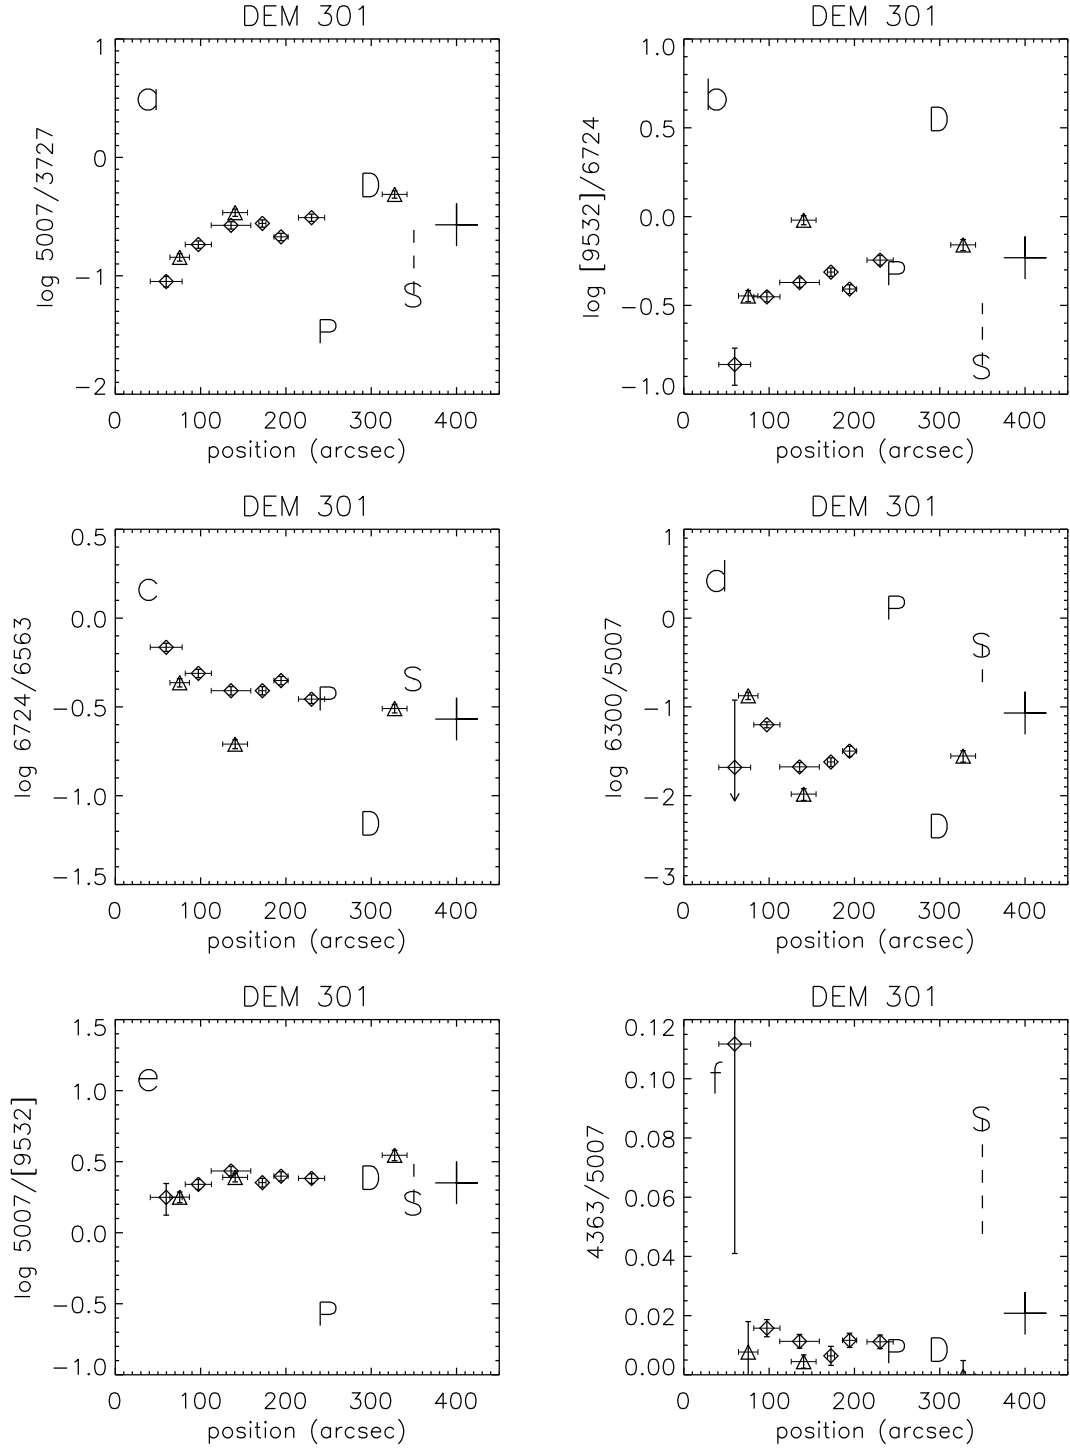 DEM 301
1
a
0
−1
−2
log 5007/3727
D
S
P
0 100 200 300 400
position (arcsec)
DEM 301
1.0
b
0.5
0.0
−0.5
−1.0
log [9532]/6724
D
P
S
0 100 200 300 400
position (arcsec)
DEM 301
0.5
c
0.0
−0.5
−1.0
−1.5
log 6724/6563
S
P
D
0 100 200 300 400
position (arcsec)
DEM 301
1
d
0
−1
−2
−3
log 6300/5007
P
S
D
0 100 200 300 400
position (arcsec)
DEM 301
1.5
e
1.0
0.5
0.0
−0.5
−1.0
log 5007/[9532]
D
S
P
0 100 200 300 400
position (arcsec)
DEM 301
0.12
f
0.10
0.08
0.06
0.04
0.02
0.00
4363/5007
S
P D
0 100 200 300 400
position (arcsec)